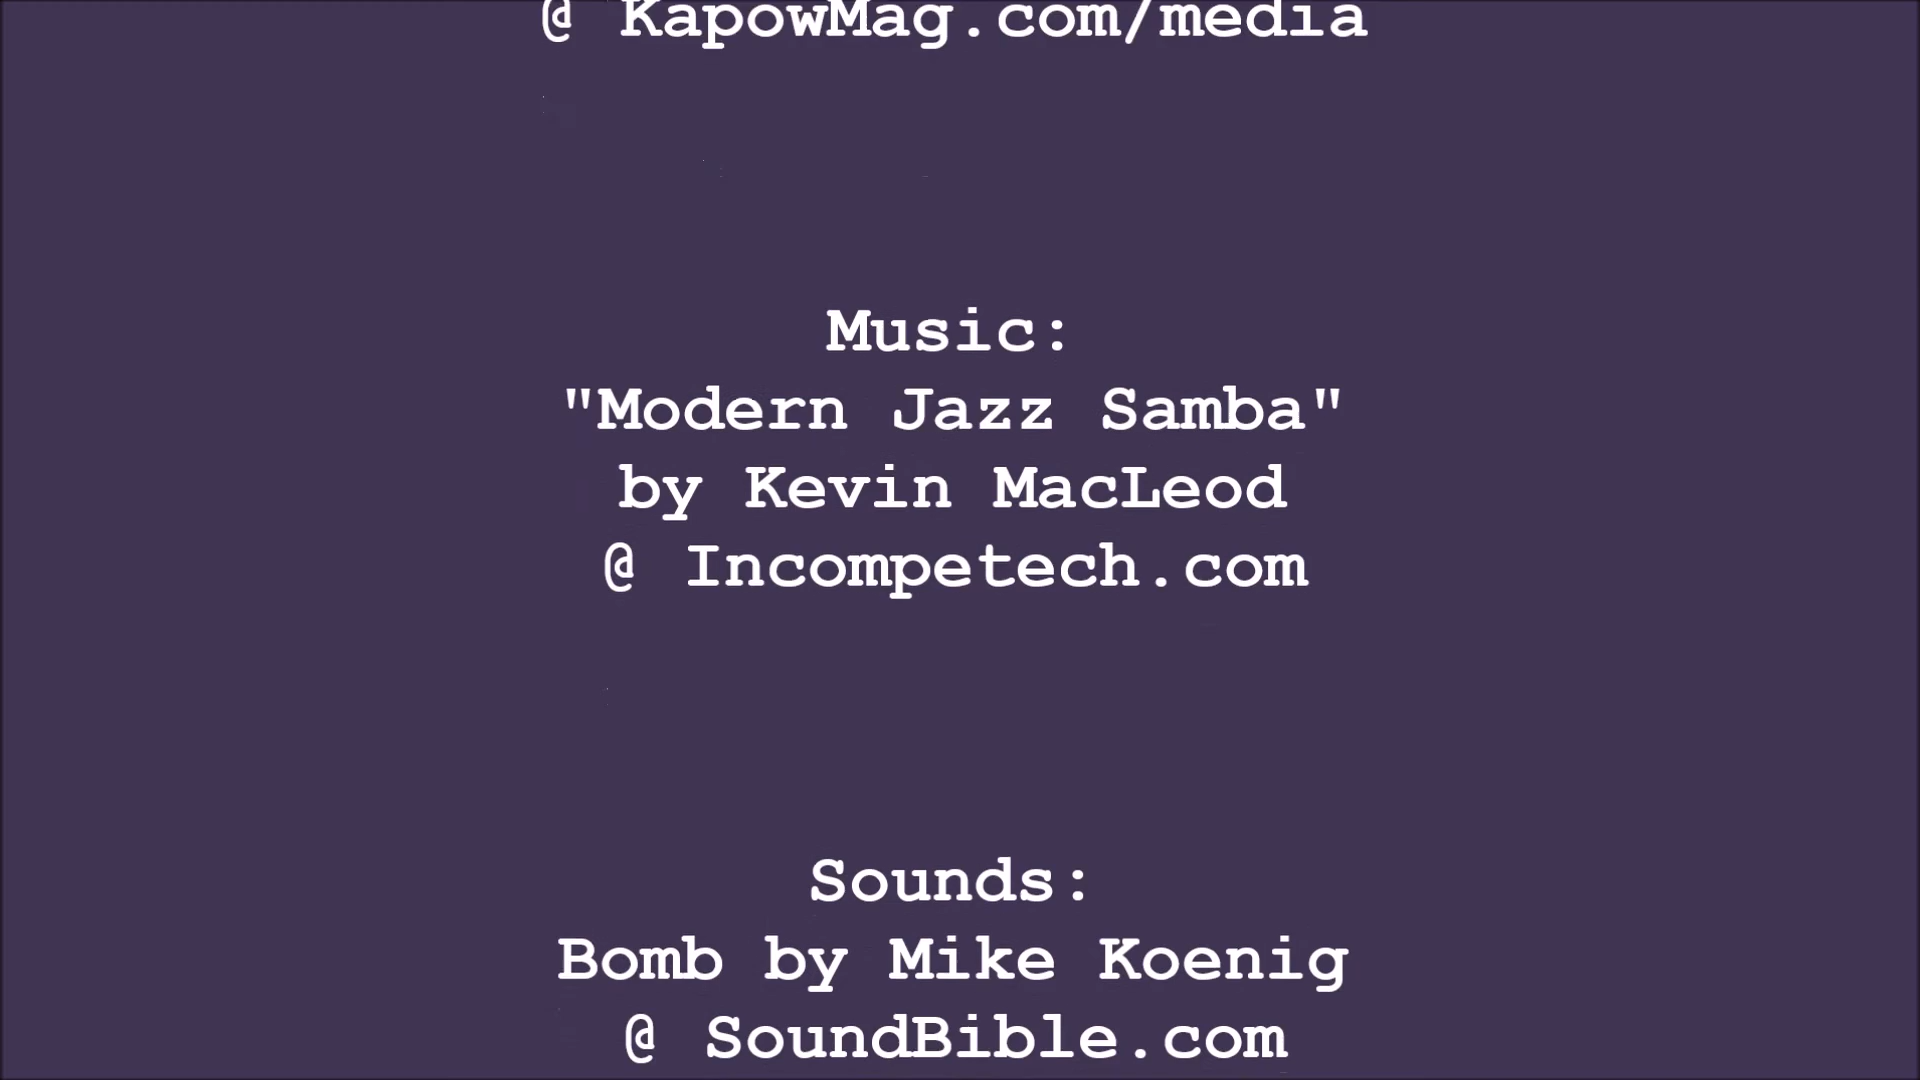 @ KapowMag.com/media
Music:
"Modern Jazz Samba"
by Kevin MacLeod
@ Incompetech.com
Sounds:
Bomb by Mike Koenig
@ SoundBible.com